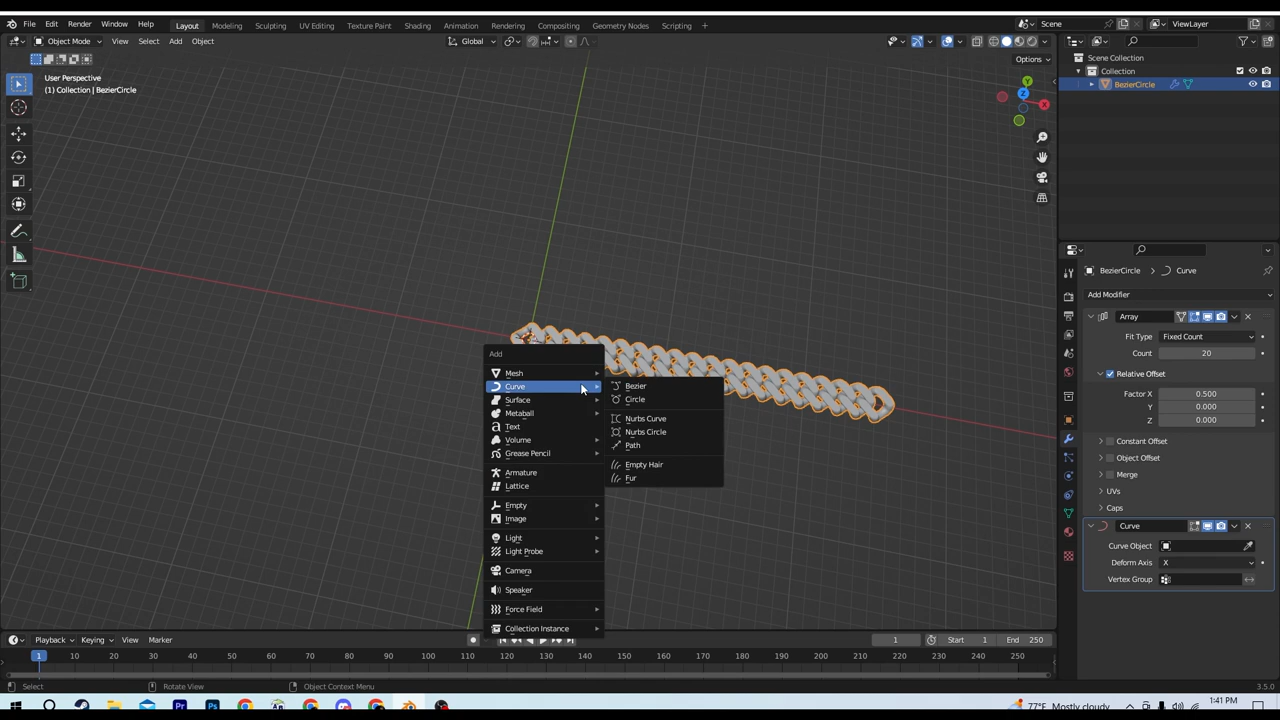 File Edit Render Window Help Layout Modeling Sculpting UV Editing Texture Paint Shading Animation Rendering Compositing Geometry Nodes Scripting + Scene ViewLayer
Object Mode View Select Add Object Global
Options
User Perspective
(1) Collection | BezierCircle
Y
Z
X
Scene Collection
Collection
BezierCircle
BezierCircle > Curve
Add Modifier
Array
Fit Type Fixed Count
Count 20
Relative Offset
Factor X 0.500
Y 0.000
Z 0.000
Constant Offset
Object Offset
Merge
UVs
Caps
Curve
Curve Object
Deform Axis X
Vertex Group
Add
Mesh
Curve
Surface
Metaball
Text
Volume
Grease Pencil
Armature
Lattice
Empty
Image
Light
Light Probe
Camera
Speaker
Force Field
Collection Instance
Bezier
Circle
Nurbs Curve
Nurbs Circle
Path
Empty Hair
Fur
Playback Keying View Marker 1 Start 1 End 250
1 10 20 30 40 50 60 70 80 90 100 110 120 130 140 150 160 170 180 190 200 210 220 230 240 250
Select Rotate View Object Context Menu 3.5.0
77°F Mostly cloudy 1:41 PM